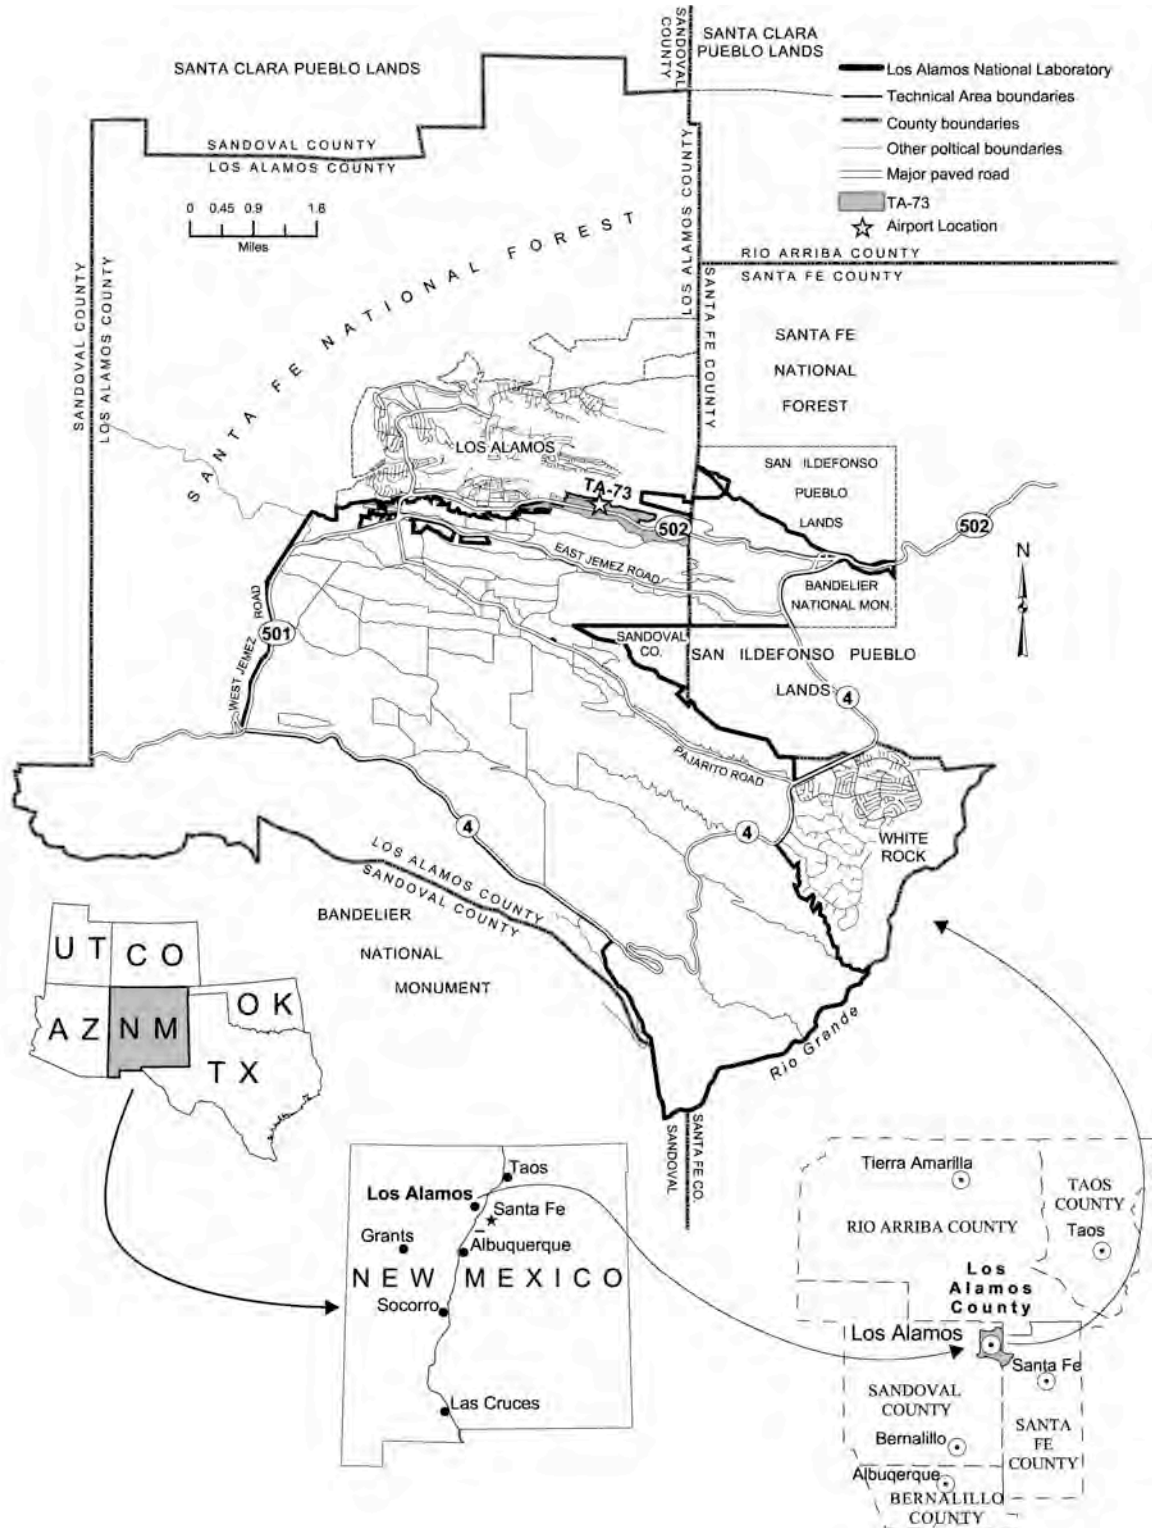 SANTA CLARA PUEBLO LANDS
SANDOVAL
COUNTY
SANTA CLARA
PUEBLO LANDS
Los Alamos National Laboratory
Technical Area boundaries
County boundaries
Other poltical boundaries
Major paved road
TA-73
Airport Location
SANDOVAL COUNTY
LOS ALAMOS COUNTY
0 0.45 0.9 1.8
Miles
SANDOVAL COUNTY
LOS ALAMOS COUNTY
SANTA FE NATIONAL FOREST
LOS ALAMOS COUNTY
SANTA FE COUNTY
RIO ARRIBA COUNTY
SANTA FE COUNTY
SANTA FE
NATIONAL
FOREST
LOS ALAMOS
TA-73
SAN ILDEFONSO
PUEBLO
LANDS
502
502
N
EAST JEMEZ ROAD
BANDELIER
NATIONAL MON.
WEST JEMEZ ROAD
501
SANDOVAL
CO.
SAN ILDEFONSO PUEBLO
LANDS
4
PAJARITO ROAD
4
4
WHITE
ROCK
LOS ALAMOS COUNTY
SANDOVAL COUNTY
BANDELIER
NATIONAL
MONUMENT
Rio Grande
SANDOVAL
SANTA FE CO.
UT
CO
AZ
NM
OK
TX
Taos
Los Alamos
Santa Fe
Grants
Albuquerque
NEW MEXICO
Socorro
Las Cruces
Tierra Amarilla
TAOS
COUNTY
RIO ARRIBA COUNTY
Taos
Los
Alamos
County
Los Alamos
Santa Fe
SANDOVAL
COUNTY
SANTA
FE
COUNTY
Bernalillo
Albuqerque
BERNALILLO
COUNTY